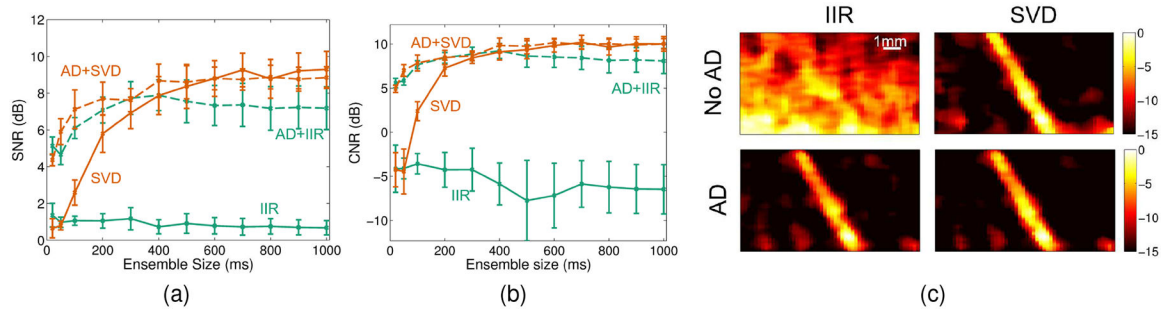 12
10
8
6
4
2
0
SNR (dB)
AD+SVD
AD+IIR
SVD
IIR
0 200 400 600 800 1000
Ensemble Size (ms)
(a)
10
5
0
−5
−10
CNR (dB)
AD+SVD
AD+IIR
SVD
IIR
0 200 400 600 800 1000
Ensemble size (ms)
(b)
IIR SVD
No AD
1mm
0
−5
−10
−15
AD
0
−5
−10
−15
(c)